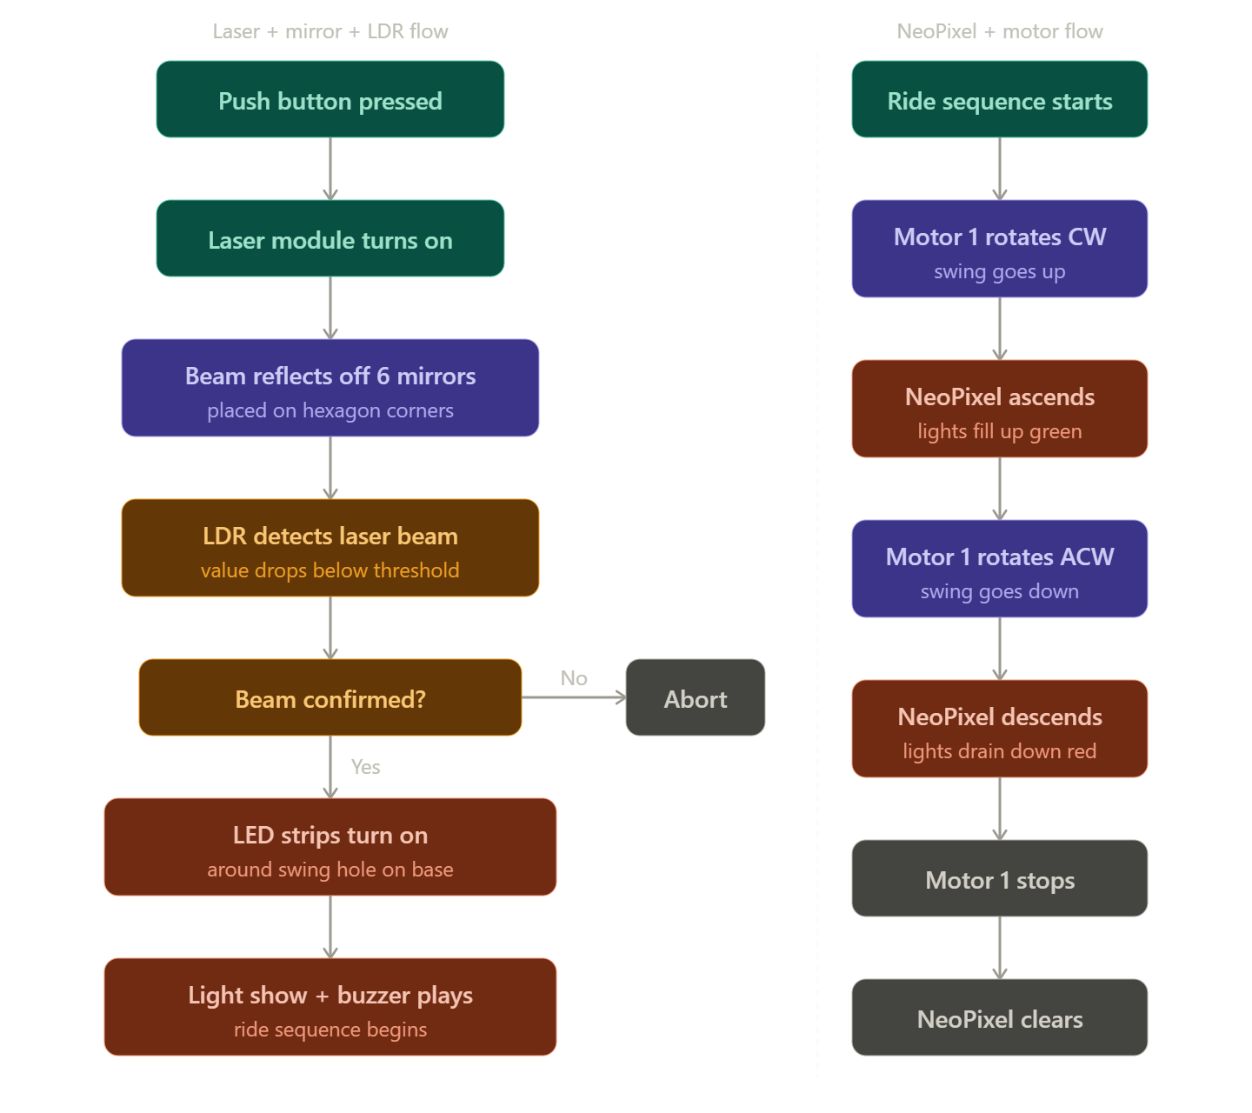 Laser + mirror + LDR flow
Push button pressed
Laser module turns on
Beam reflects off 6 mirrors
placed on hexagon corners
LDR detects laser beam
value drops below threshold
Beam confirmed?
No
Abort
Yes
LED strips turn on
around swing hole on base
Light show + buzzer plays
ride sequence begins
NeoPixel + motor flow
Ride sequence starts
Motor 1 rotates CW
swing goes up
NeoPixel ascends
lights fill up green
Motor 1 rotates ACW
swing goes down
NeoPixel descends
lights drain down red
Motor 1 stops
NeoPixel clears